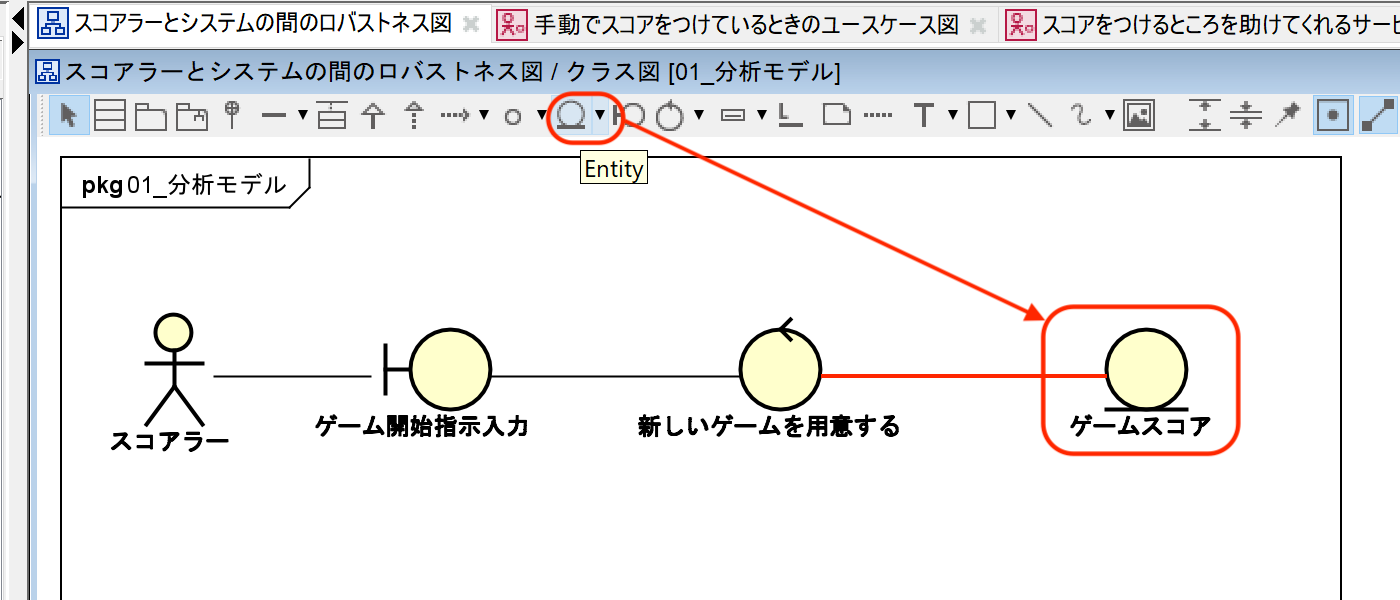 スコアラーとシステムの間のロバストネス図
手動でスコアをつけているときのユースケース図
スコアをつけるところを助けてくれるサービ
スコアラーとシステムの間のロバストネス図 / クラス図 [01_分析モデル]
T
Entity
pkg 01_分析モデル
スコアラー
ゲーム開始指示入力
新しいゲームを用意する
ゲームスコア